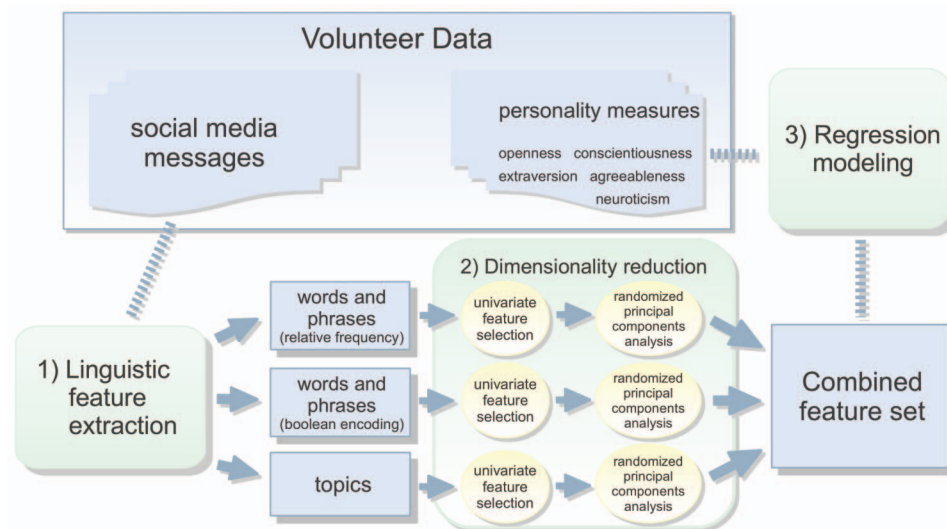 Volunteer Data
social media
messages
personality measures
openness conscientiousness
extraversion agreeableness
neuroticism
3) Regression
modeling
1) Linguistic
feature
extraction
words and
phrases
(relative frequency)
words and
phrases
(boolean encoding)
topics
2) Dimensionality reduction
univariate
feature
selection
randomized
principal
components
analysis
univariate
feature
selection
randomized
principal
components
analysis
univariate
feature
selection
randomized
principal
components
analysis
Combined
feature set